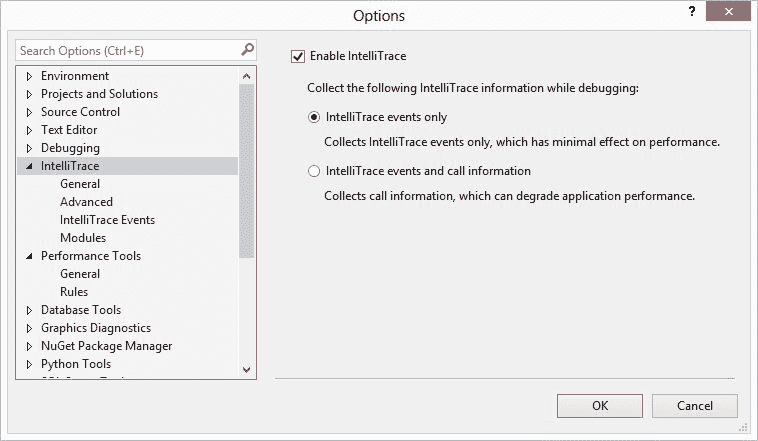 Options
?
Search Options (Ctrl+E)
Environment
Projects and Solutions
Source Control
Text Editor
Debugging
IntelliTrace
General
Advanced
IntelliTrace Events
Modules
Performance Tools
General
Rules
Database Tools
Graphics Diagnostics
NuGet Package Manager
Python Tools
Enable IntelliTrace
Collect the following IntelliTrace information while debugging:
IntelliTrace events only
Collects IntelliTrace events only, which has minimal effect on performance.
IntelliTrace events and call information
Collects call information, which can degrade application performance.
OK
Cancel